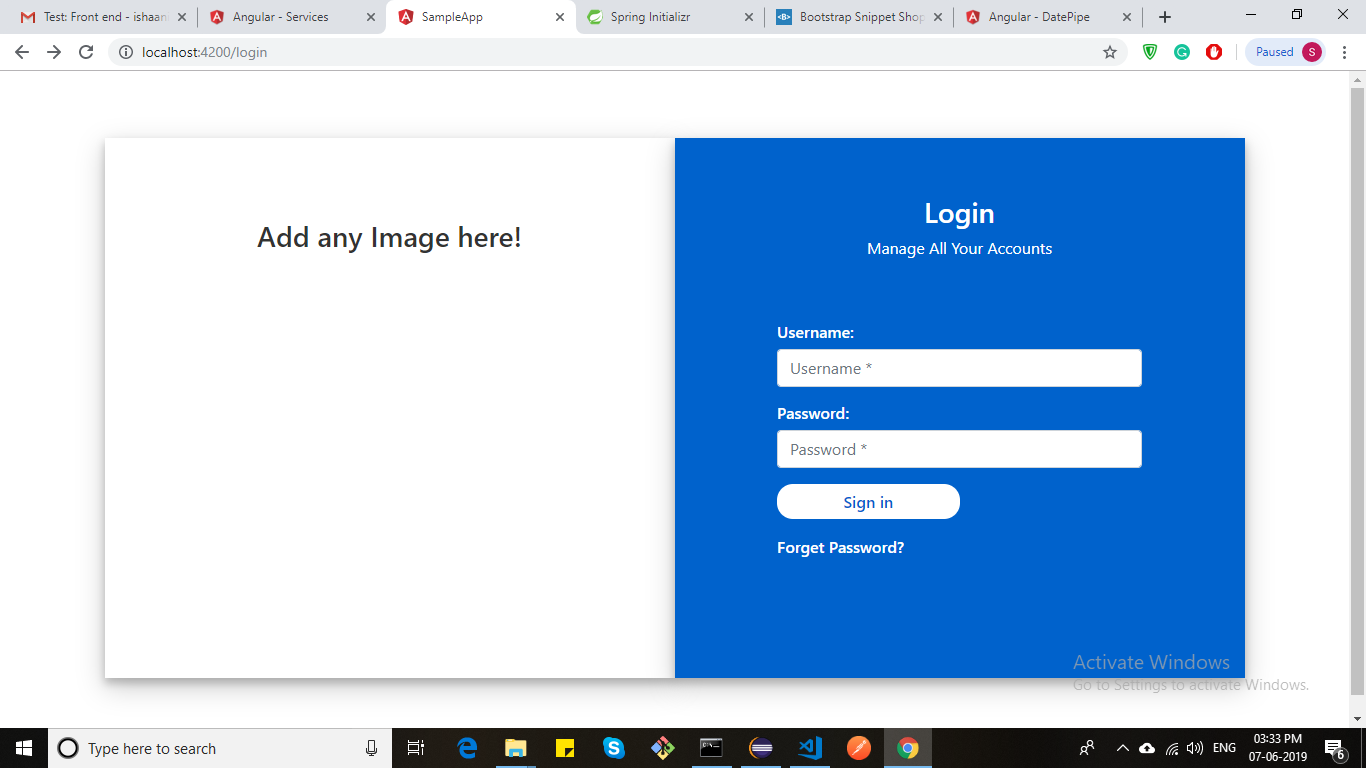 Test: Front end - ishaan
Angular - Services
SampleApp
Spring Initializr
Bootstrap Snippet Shop
Angular - DatePipe
localhost:4200/login
Paused
S
Add any Image here!
Login
Manage All Your Accounts
Username:
Username *
Password:
Password *
Sign in
Forget Password?
Activate Windows
Go to Settings to activate Windows.
Type here to search
ENG
03:33 PM
07-06-2019
6